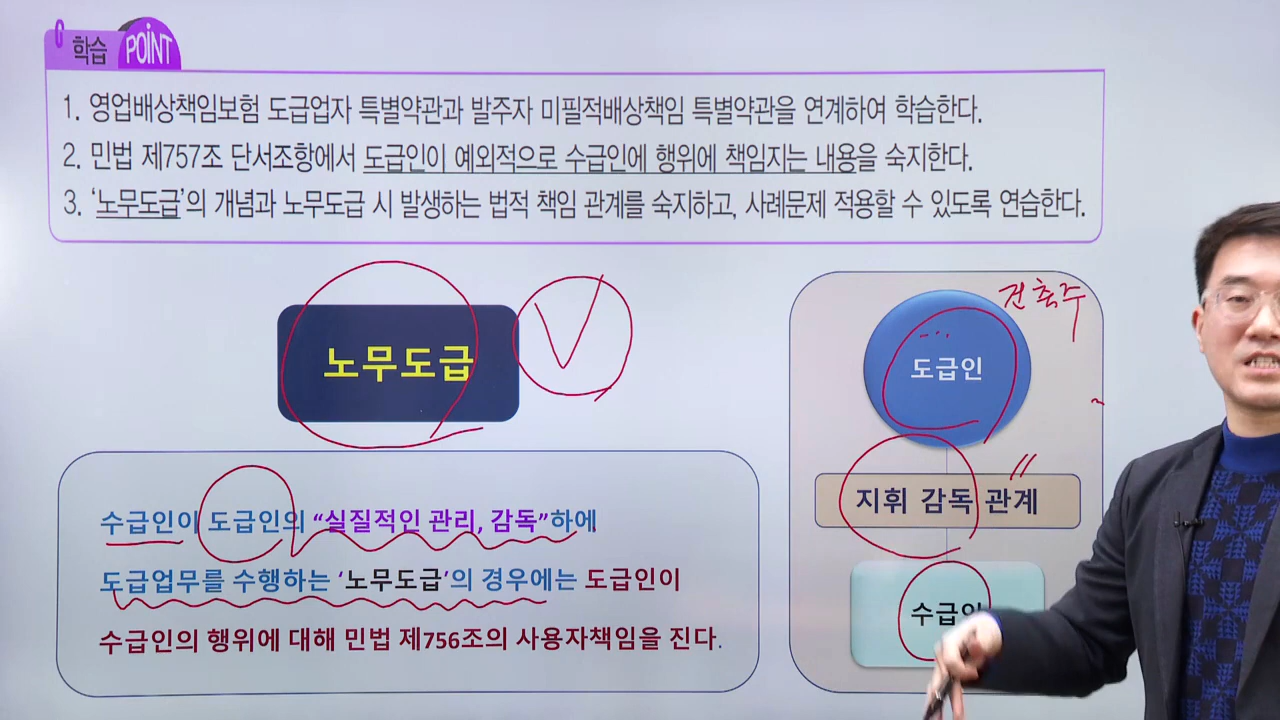 학습 POiNT
1. 영업배상책임보험 도급업자 특별약관과 발주자 미필적배상책임 특별약관을 연계하여 학습한다.
2. 민법 제757조 단서조항에서 도급인이 예외적으로 수급인에 행위에 책임지는 내용을 숙지한다.
3. ‘노무도급’의 개념과 노무도급 시 발생하는 법적 책임 관계를 숙지하고, 사례문제 적용할 수 있도록 연습한다.
노무도급
수급인이 도급인의 “실질적인 관리, 감독”하에
도급업무를 수행하는 ‘노무도급’의 경우에는 도급인이
수급인의 행위에 대해 민법 제756조의 사용자책임을 진다.
건축주
도급인
지휘 감독 관계
수급인